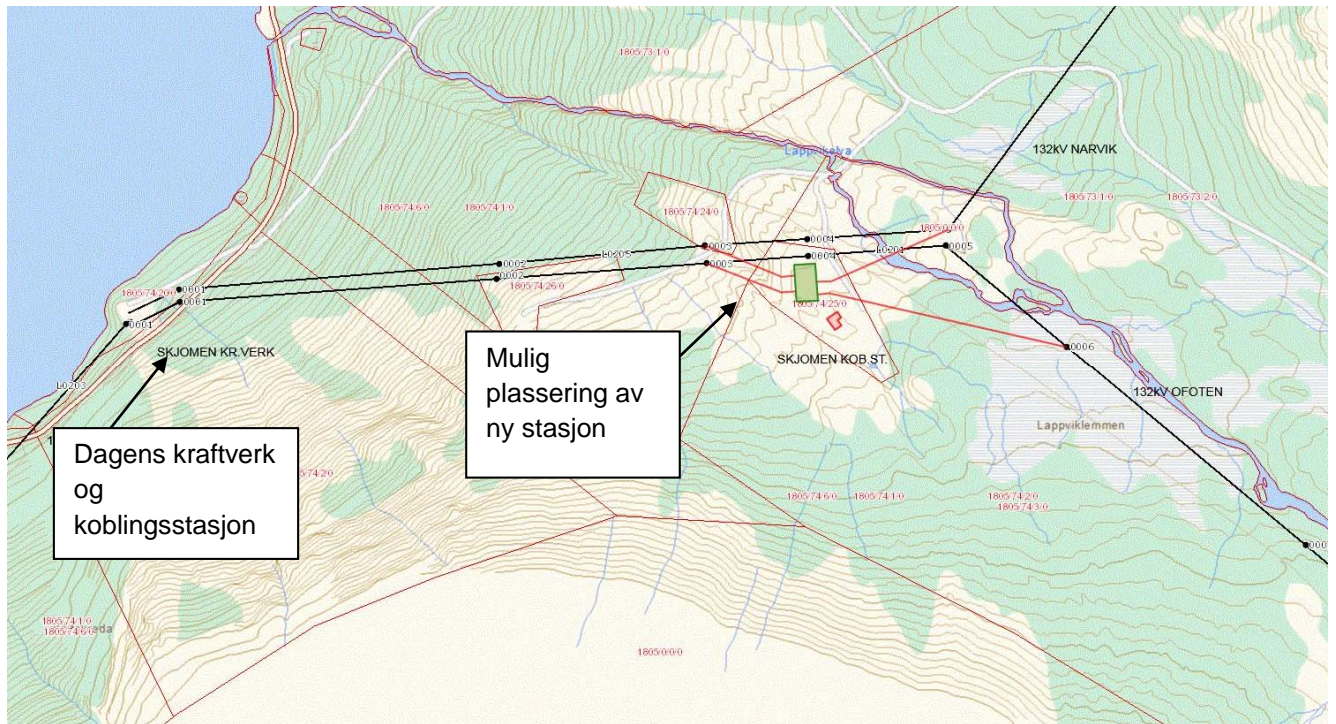 1805/73/1/0
132kV NARVIK
Lappvikelva
1805/73/1/0
1805/73/2/0
1805/74/6/0
1805/74/1/0
1805/74/24/0
1805/0/0/0
0003
0004
L0201
0005
L0205
0002
0003
0004
0002
1805/74/26/0
1805/74/20/0
0001
0001
0001
1805/74/25/0
SKJOMEN KR.VERK
SKJOMEN KOB.ST.
0006
L0203
132kV OFOTEN
Mulig
plassering av
ny stasjon
Lappviklemmen
Dagens kraftverk
og
koblingsstasjon
1805/74/6/0
1805/74/1/0
1805/74/2/0
1805/74/3/0
1805/74/1/0
1805/74/6/0
1805/0/0/0